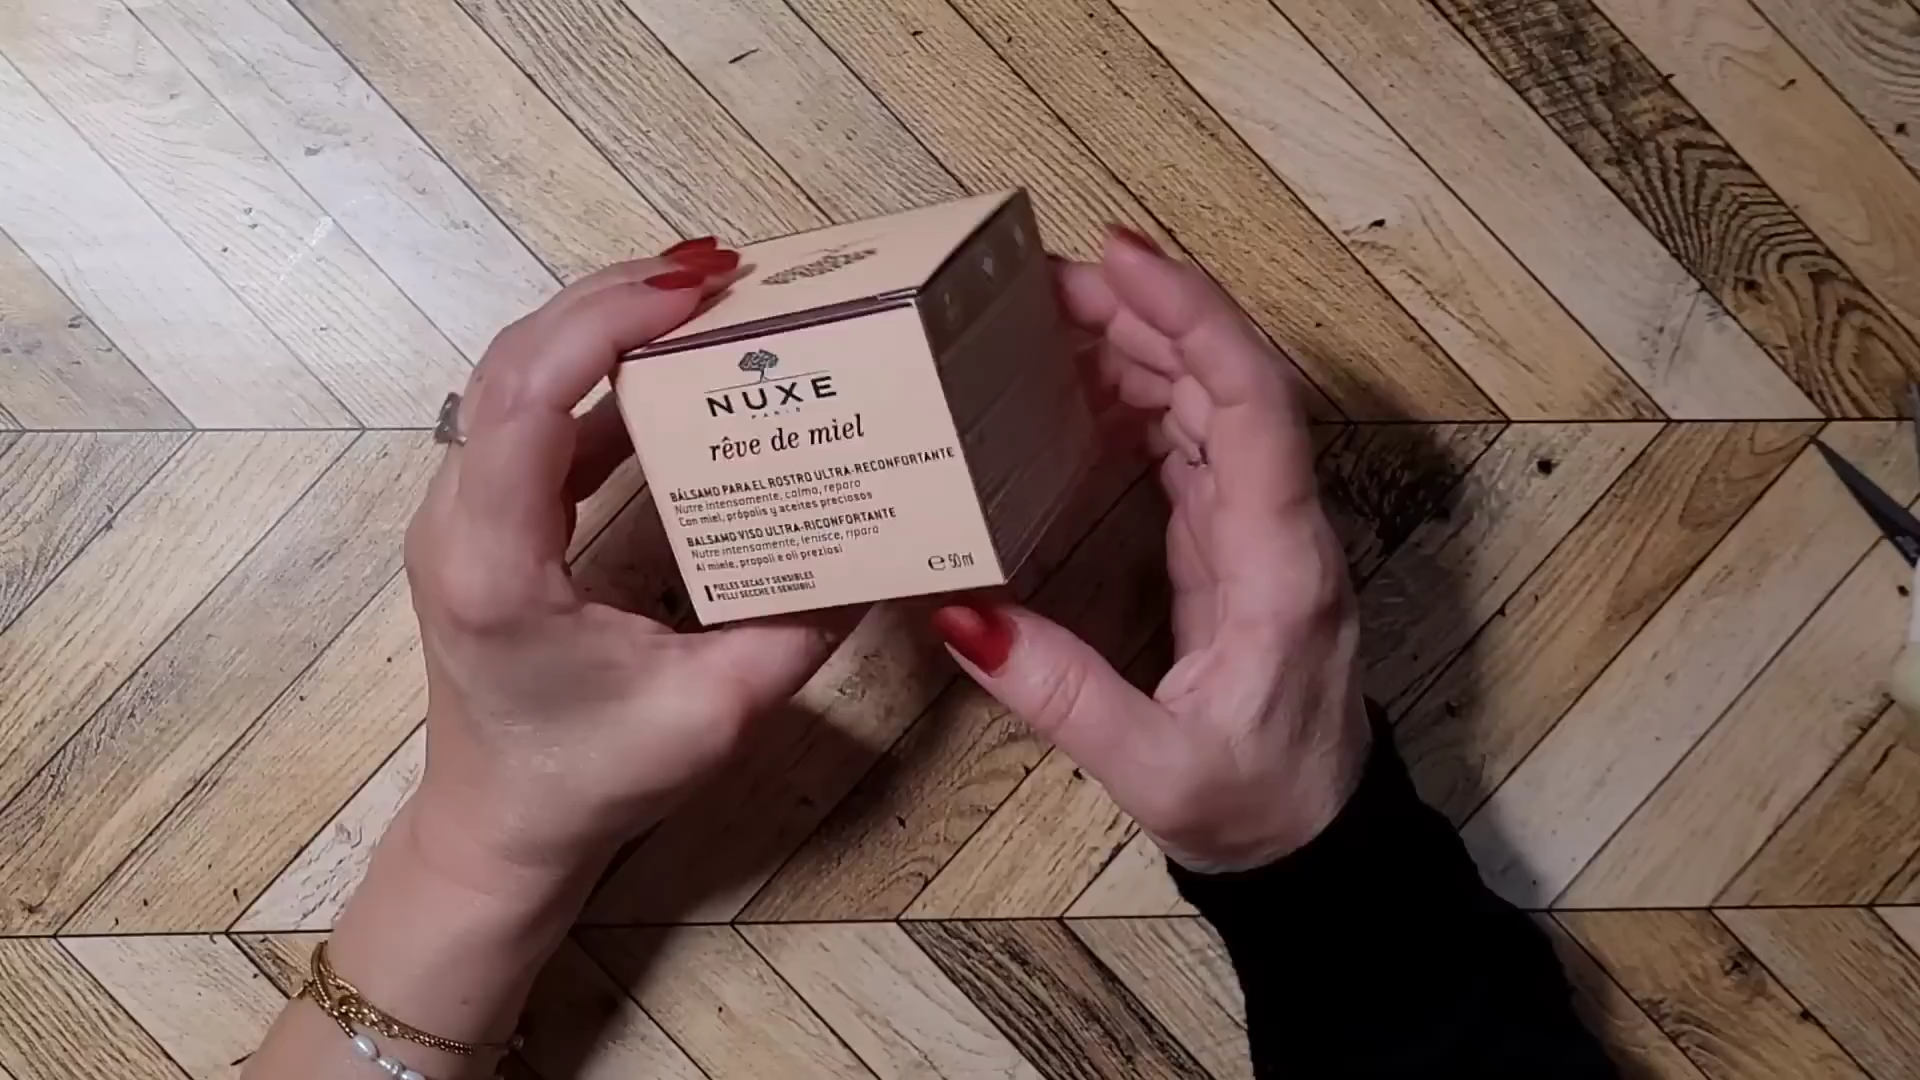 NUXE
PARIS
rêve de miel
BÁLSAMO PARA EL ROSTRO ULTRA-RECONFORTANTE
Nutre intensamente, calma, repara
Con miel, própolis y aceites preciosos
BALSAMO VISO ULTRA-RICONFORTANTE
Nutre intensamente, lenisce, ripara
Al miele, propoli e oli preziosi
PIELES SECAS Y SENSIBLES
PELLI SECCHE E SENSIBILI
℮ 50 ml